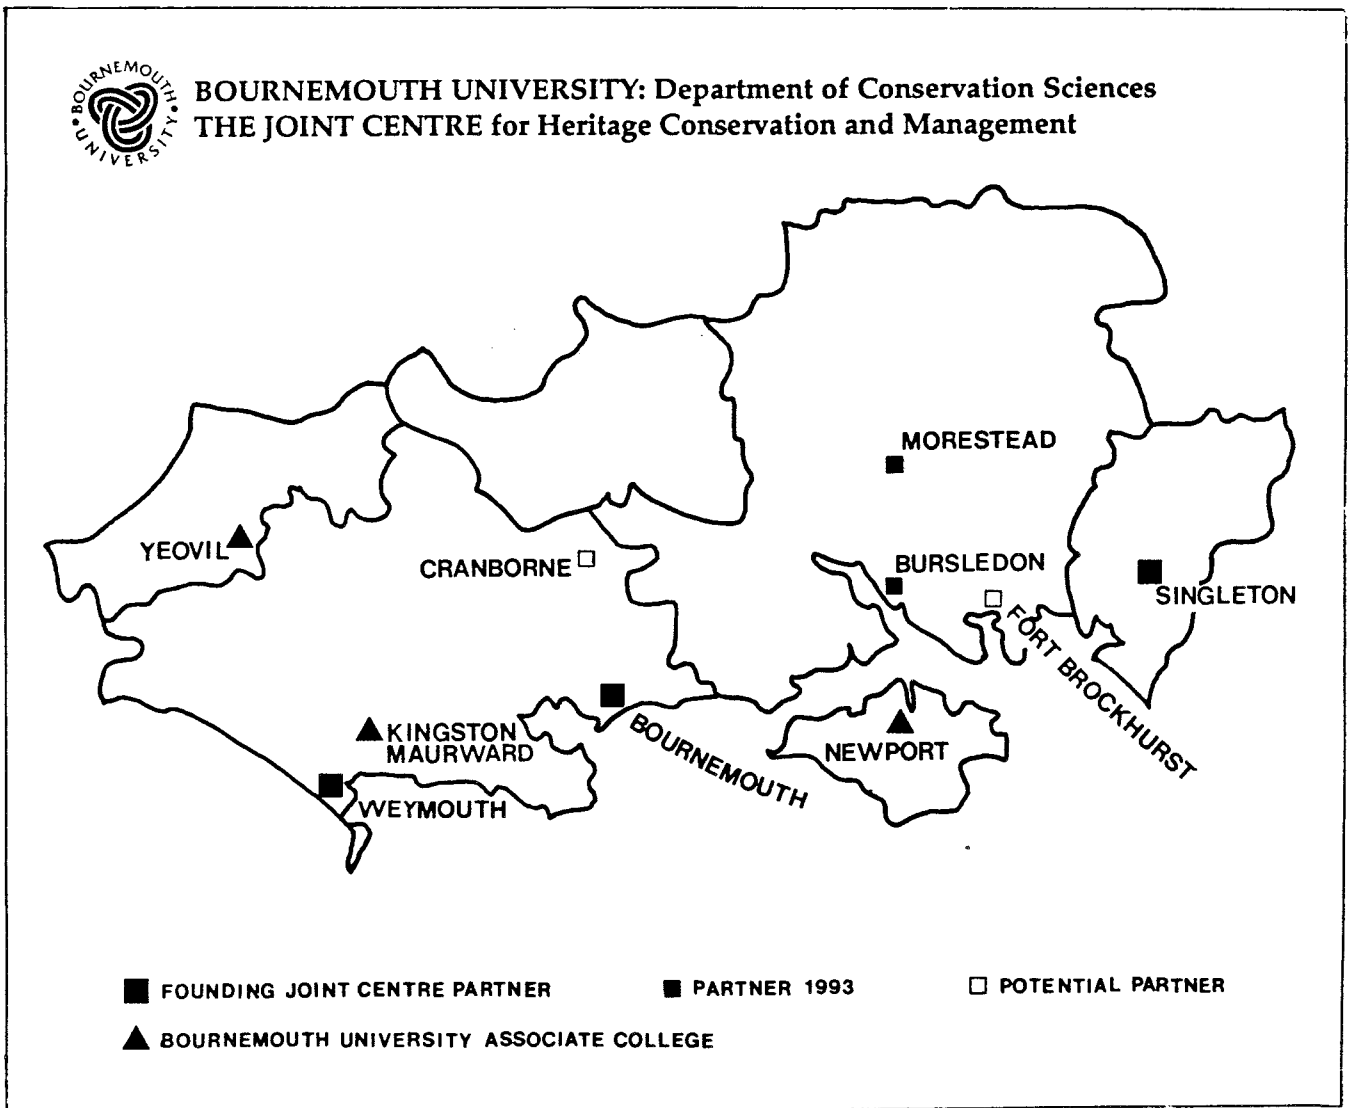 BOURNEMOUTH • UNIVERSITY •
BOURNEMOUTH UNIVERSITY: Department of Conservation Sciences
THE JOINT CENTRE for Heritage Conservation and Management
MORESTEAD
YEOVIL
CRANBORNE
BURSLEDON
SINGLETON
FORT BROCKHURST
KINGSTON
MAURWARD
BOURNEMOUTH
NEWPORT
WEYMOUTH
FOUNDING JOINT CENTRE PARTNER
PARTNER 1993
POTENTIAL PARTNER
BOURNEMOUTH UNIVERSITY ASSOCIATE COLLEGE